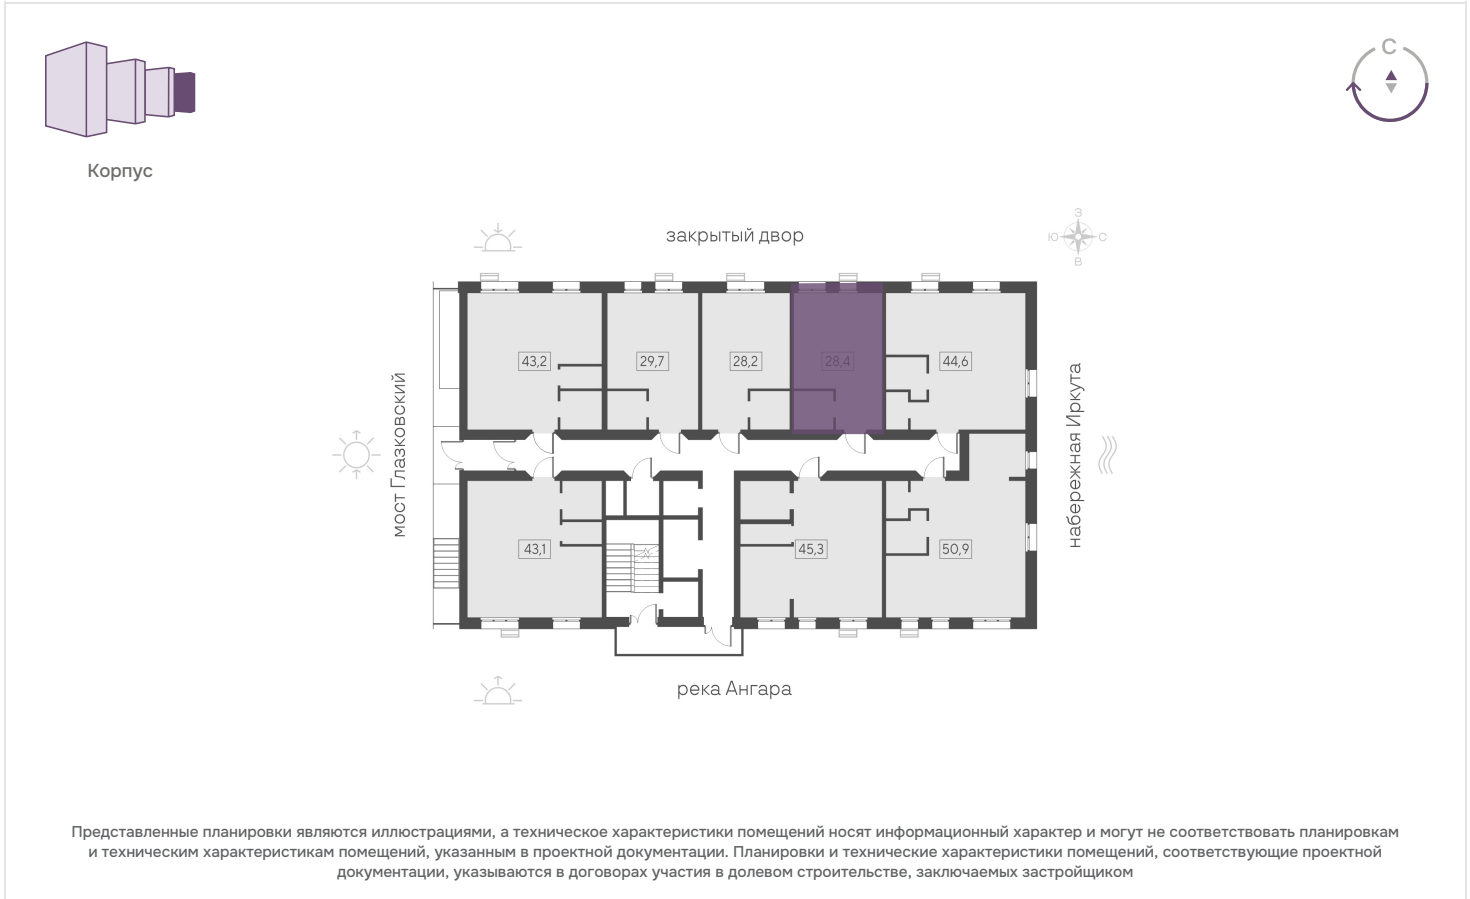 С
Корпус
закрытый двор
З
Ю
С
В
43,2
29,7
28,2
28,4
44,6
мост Глазковский
набережная Иркута
43,1
45,3
50,9
река Ангара
Представленные планировки являются иллюстрациями, а техническое характеристики помещений носят информационный характер и могут не соответствовать планировкам
и техническим характеристикам помещений, указанным в проектной документации. Планировки и технические характеристики помещений, соответствующие проектной
документации, указываются в договорах участия в долевом строительстве, заключаемых застройщиком